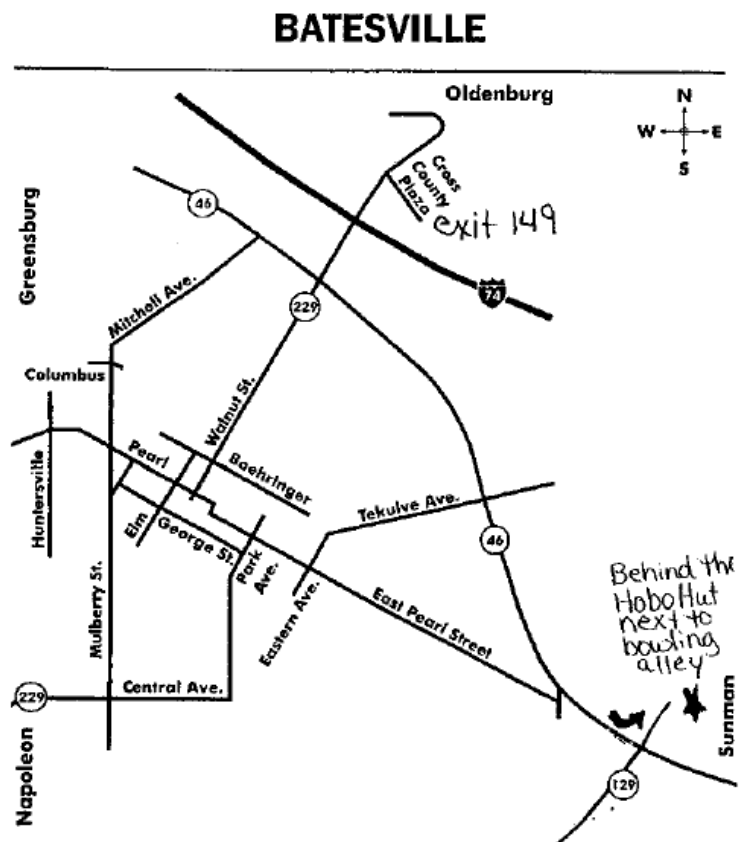 BATESVILLE
Oldenburg
N
W E
S
Cross
County
Plaza
exit 149
46
Greensburg
74
229
Mitchell Ave.
Columbus
Walnut St.
Pearl
Baehringer
Huntersville
Elm
George St.
Tekulve Ave.
46
Park
Ave.
Eastern Ave.
East Pearl Street
Mulberry St.
Behind the
HoboHut
next to
bowling
alley
Central Ave.
229
Napoleon
Sunman
129